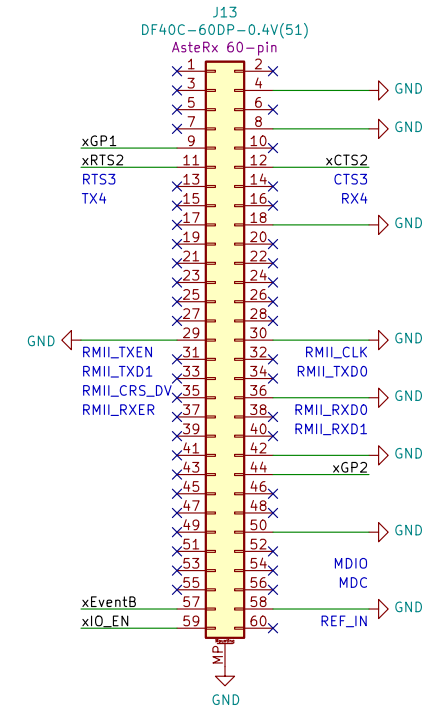 J13
DF40C-60DP-0.4V(51)
AsteRx 60-pin
1 2
3 4 GND
5 6
7 8 GND
xGP1 9 10
xRTS2 11 12 xCTS2
RTS3 13 14 CTS3
TX4 15 16 RX4
17 18 GND
19 20
21 22
23 24
25 26
27 28
GND 29 30 GND
RMII_TXEN 31 32 RMII_CLK
RMII_TXD1 33 34 RMII_TXD0
RMII_CRS_DV 35 36 GND
RMII_RXER 37 38 RMII_RXD0
39 40 RMII_RXD1
41 42 GND
43 44 xGP2
45 46
47 48
49 50 GND
51 52
53 54 MDIO
55 56 MDC
xEventB 57 58 GND
xIO_EN 59 60 REF_IN
MP
GND